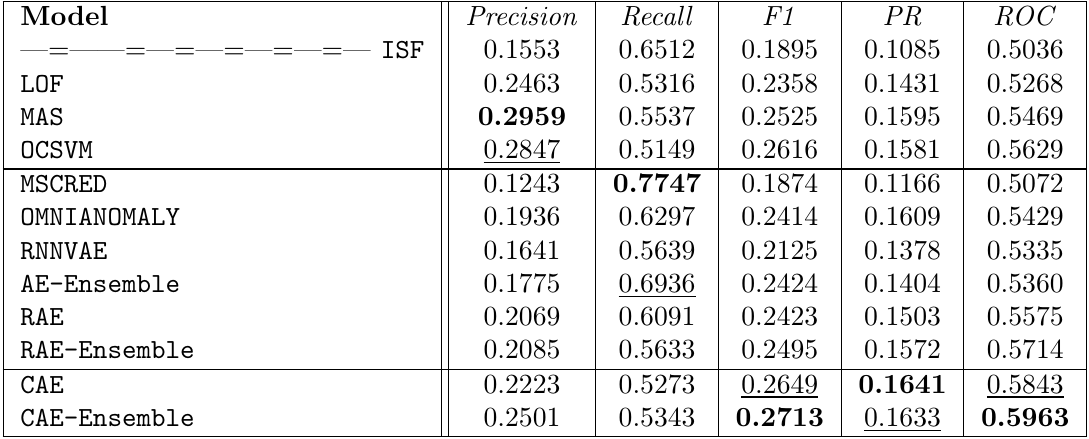 Model Precision Recall F1 PR ROC
—=——=—=—=—=—=— ISF 0.1553 0.6512 0.1895 0.1085 0.5036
LOF 0.2463 0.5316 0.2358 0.1431 0.5268
MAS 0.2959 0.5537 0.2525 0.1595 0.5469
OCSVM 0.2847 0.5149 0.2616 0.1581 0.5629
MSCRED 0.1243 0.7747 0.1874 0.1166 0.5072
OMNIANOMALY 0.1936 0.6297 0.2414 0.1609 0.5429
RNNVAE 0.1641 0.5639 0.2125 0.1378 0.5335
AE-Ensemble 0.1775 0.6936 0.2424 0.1404 0.5360
RAE 0.2069 0.6091 0.2423 0.1503 0.5575
RAE-Ensemble 0.2085 0.5633 0.2495 0.1572 0.5714
CAE 0.2223 0.5273 0.2649 0.1641 0.5843
CAE-Ensemble 0.2501 0.5343 0.2713 0.1633 0.5963